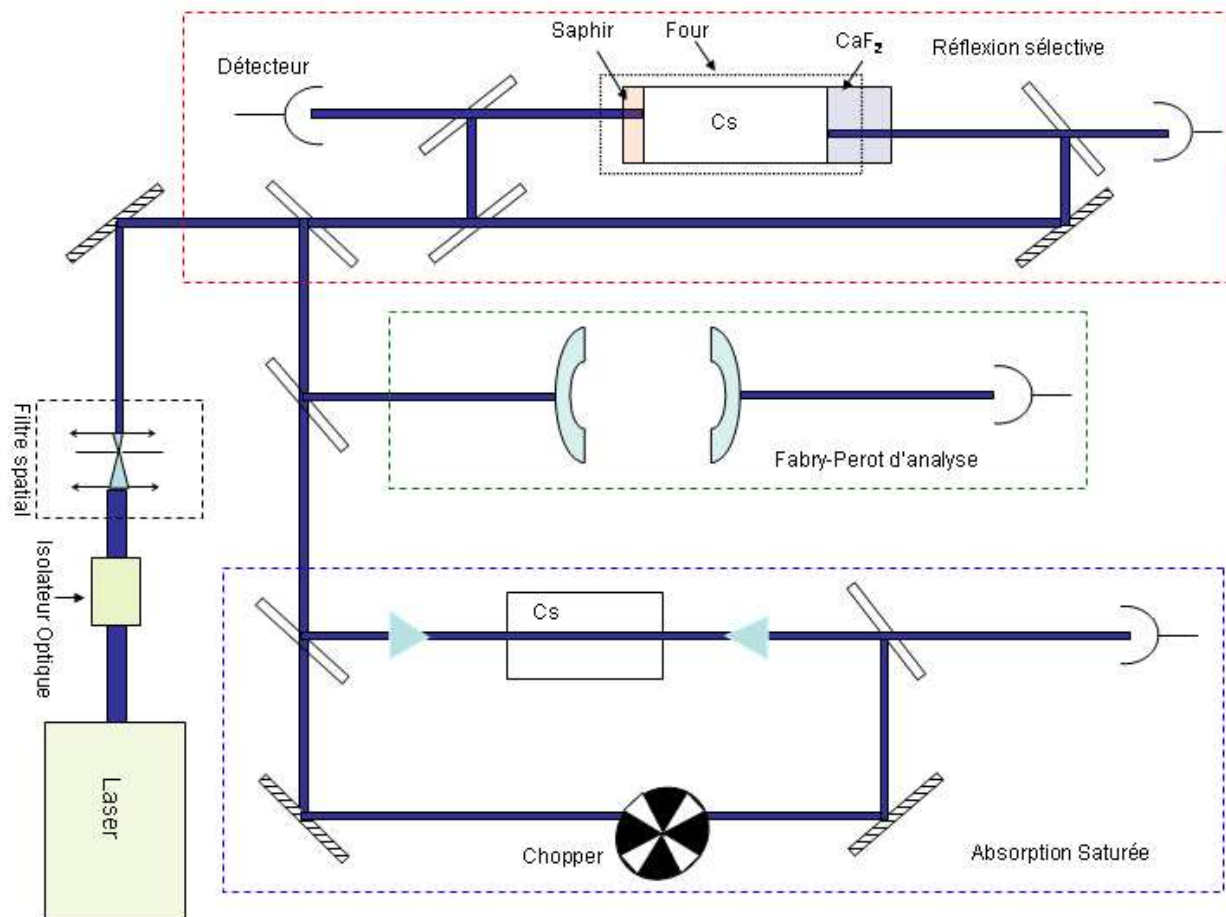 Saphir
Four
CaF₂
Réflexion sélective
Détecteur
Cs
Filtre spatial
Fabry-Perot d'analyse
Isolateur Optique
Cs
Laser
Chopper
Absorption Saturée